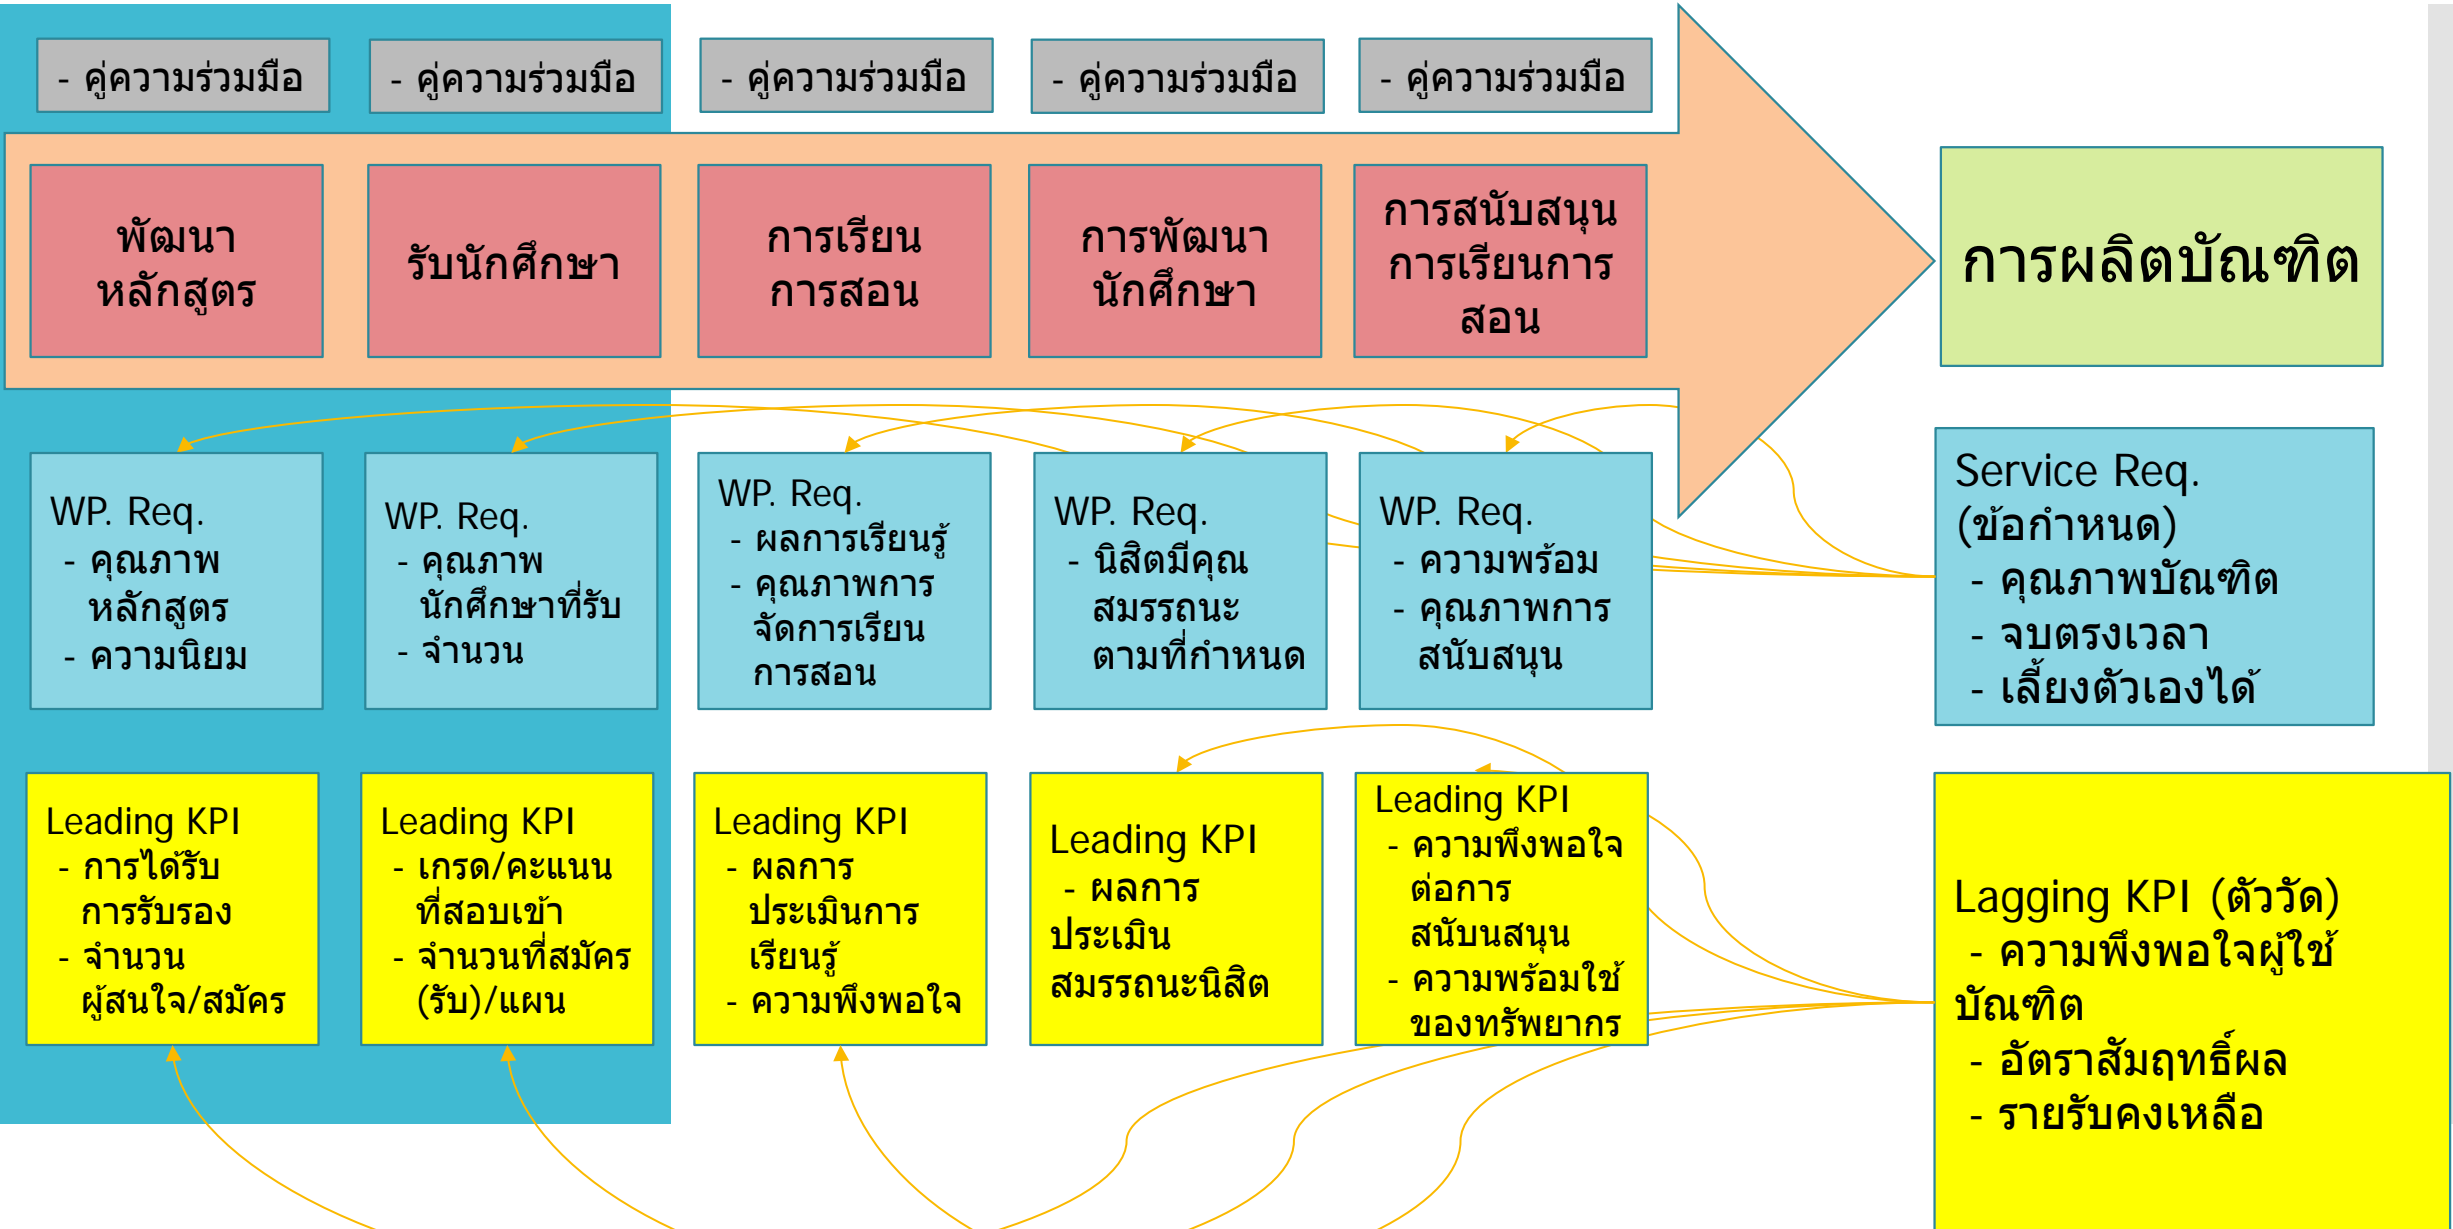 - คู่ความร่วมมือ
- คู่ความร่วมมือ
- คู่ความร่วมมือ
- คู่ความร่วมมือ
- คู่ความร่วมมือ
พัฒนา
หลักสูตร
รับนักศึกษา
การเรียน
การสอน
การพัฒนา
นักศึกษา
การสนับสนุน
การเรียนการ
สอน
การผลิตบัณฑิต
WP. Req.
- คุณภาพ
หลักสูตร
- ความนิยม
WP. Req.
- คุณภาพ
นักศึกษาที่รับ
- จำนวน
WP. Req.
- ผลการเรียนรู้
- คุณภาพการ
จัดการเรียน
การสอน
WP. Req.
- นิสิตมีคุณ
สมรรถนะ
ตามที่กำหนด
WP. Req.
- ความพร้อม
- คุณภาพการ
สนับสนุน
Service Req.
(ข้อกำหนด)
- คุณภาพบัณฑิต
- จบตรงเวลา
- เลี้ยงตัวเองได้
Leading KPI
- การได้รับ
การรับรอง
- จำนวน
ผู้สนใจ/สมัคร
Leading KPI
- เกรด/คะแนน
ที่สอบเข้า
- จำนวนที่สมัคร
(รับ)/แผน
Leading KPI
- ผลการ
ประเมินการ
เรียนรู้
- ความพึงพอใจ
Leading KPI
- ผลการ
ประเมิน
สมรรถนะนิสิต
Leading KPI
- ความพึงพอใจ
ต่อการ
สนับนสนุน
- ความพร้อมใช้
ของทรัพยากร
Lagging KPI (ตัววัด)
- ความพึงพอใจผู้ใช้
บัณฑิต
- อัตราสัมฤทธิ์ผล
- รายรับคงเหลือ